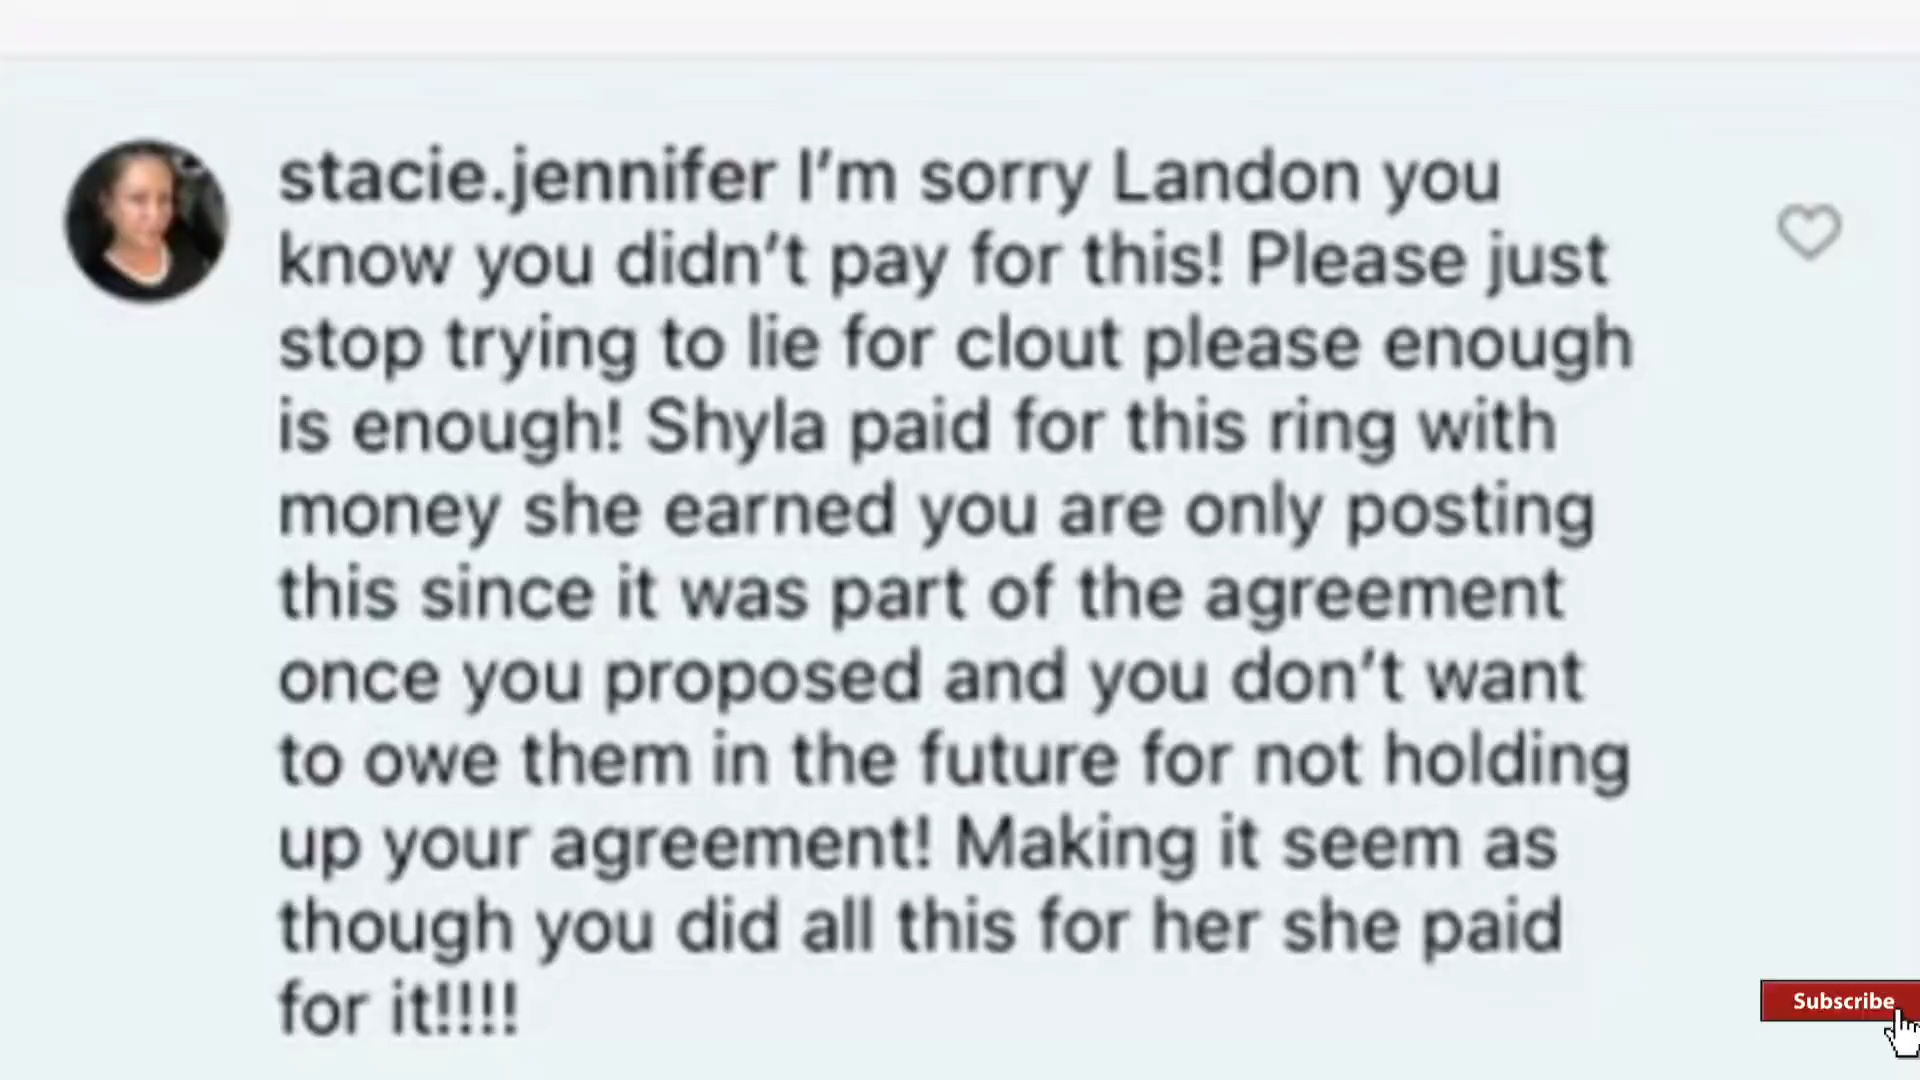 stacie.jennifer I’m sorry Landon you
know you didn’t pay for this! Please just
stop trying to lie for clout please enough
is enough! Shyla paid for this ring with
money she earned you are only posting
this since it was part of the agreement
once you proposed and you don’t want
to owe them in the future for not holding
up your agreement! Making it seem as
though you did all this for her she paid
for it!!!!
Subscribe